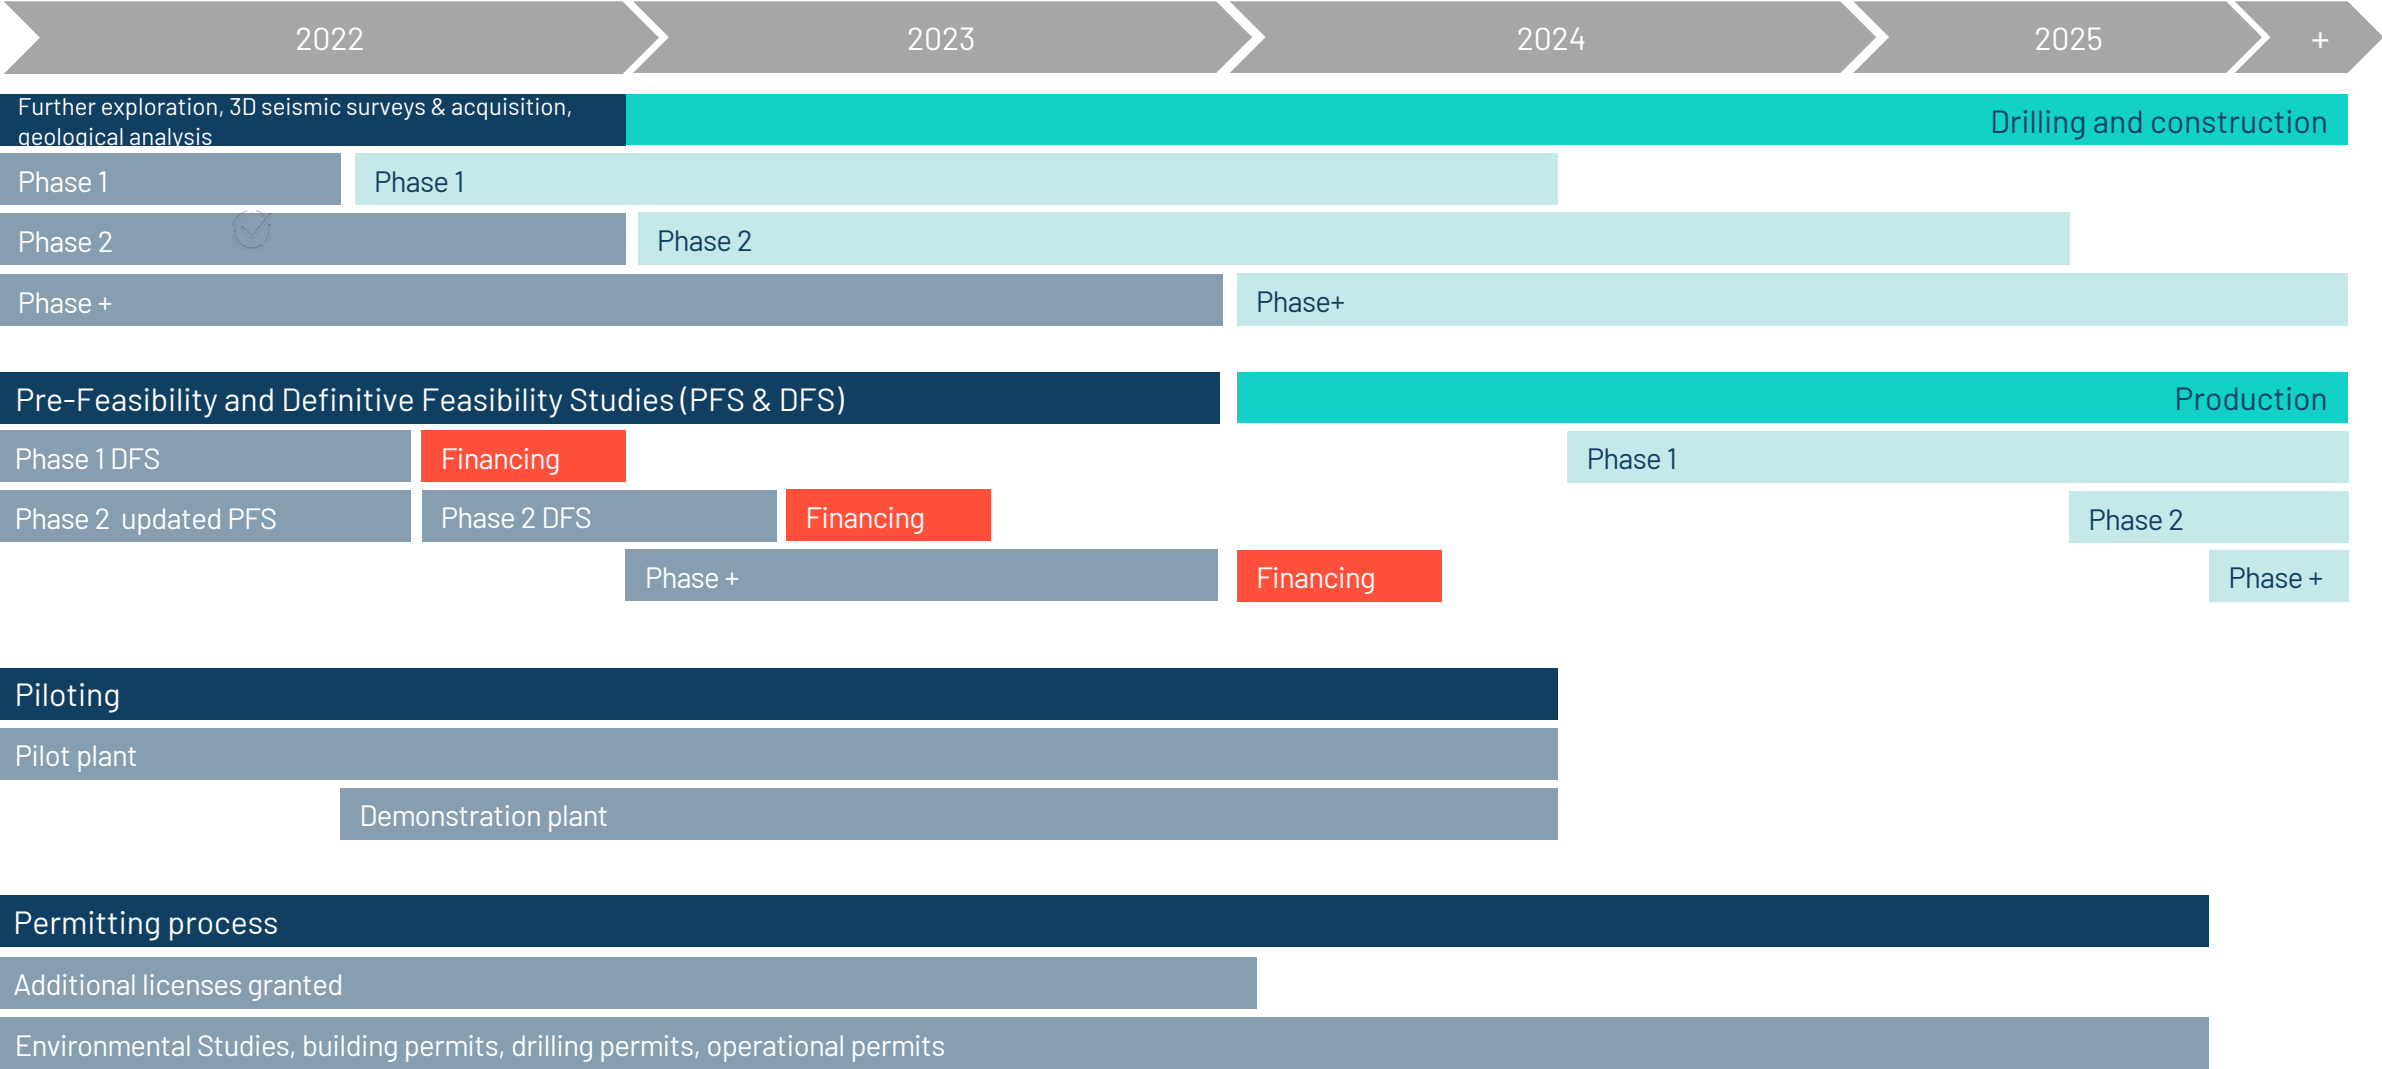 2022
2023
2024
2025
+
Further exploration, 3D seismic surveys & acquisition,
geological analysis
Drilling and construction
Phase 1
Phase 1
Phase 2
Phase 2
Phase +
Phase+
Pre-Feasibility and Definitive Feasibility Studies (PFS & DFS)
Production
Phase 1 DFS
Financing
Phase 1
Phase 2 updated PFS
Phase 2 DFS
Financing
Phase 2
Phase +
Financing
Phase +
Piloting
Pilot plant
Demonstration plant
Permitting process
Additional licenses granted
Environmental Studies, building permits, drilling permits, operational permits